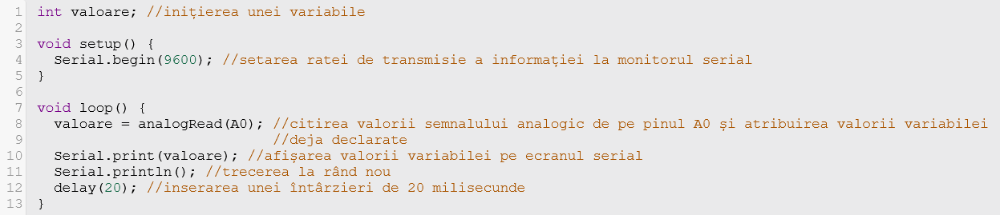 1 int valoare; //inițierea unei variabile
2
3 void setup() {
4 Serial.begin(9600); //setarea ratei de transmisie a informației la monitorul serial
5 }
6
7 void loop() {
8 valoare = analogRead(A0); //citirea valorii semnalului analogic de pe pinul A0 și atribuirea valorii variabilei
9 //deja declarate
10 Serial.print(valoare); //afișarea valorii variabilei pe ecranul serial
11 Serial.println(); //trecerea la rând nou
12 delay(20); //inserarea unei întârzieri de 20 milisecunde
13 }